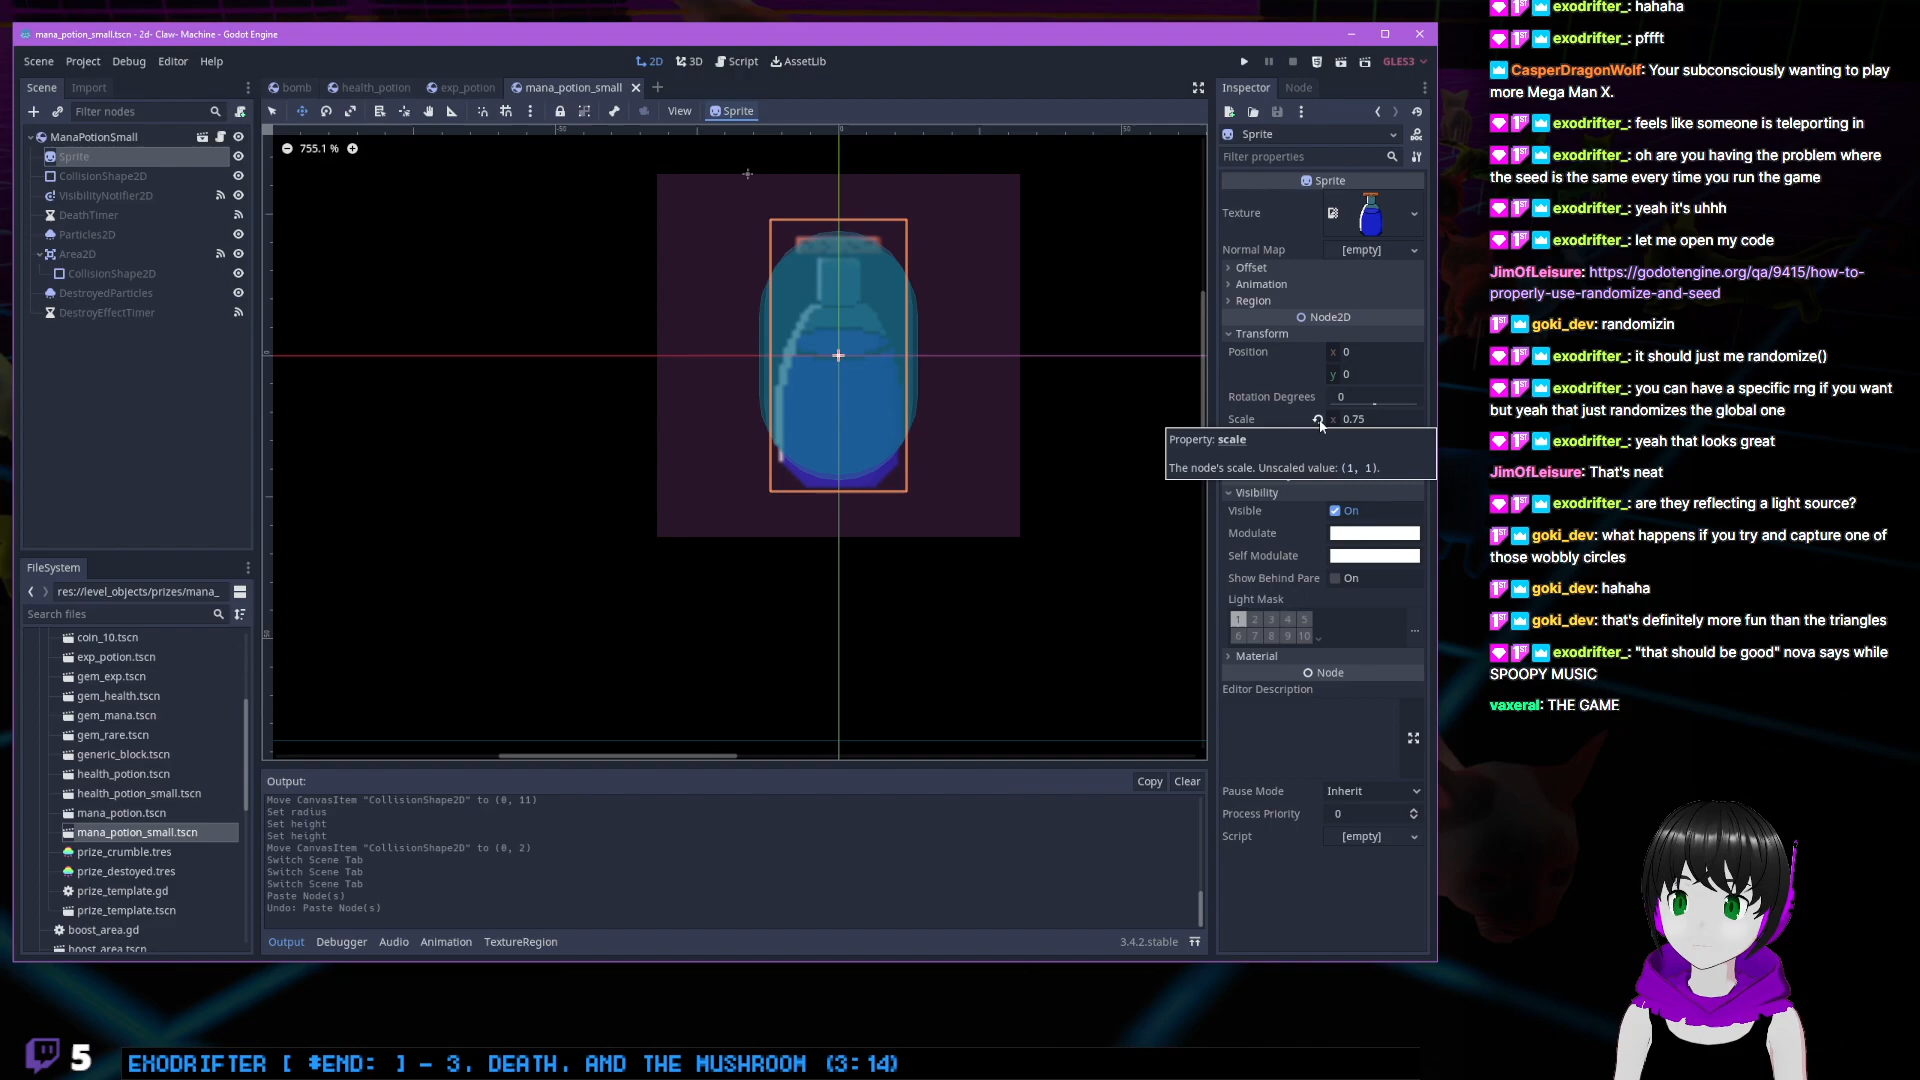 mana_potion_small.tscn - 2d- Claw- Machine - Godot Engine
Scene Project Debug Editor Help
2D 3D Script AssetLib
GLES3
Scene Import
bomb health_potion exp_potion mana_potion_small
Inspector Node
Filter nodes
View Sprite
ManaPotionSmall
Sprite
CollisionShape2D
VisibilityNotifier2D
DeathTimer
Particles2D
Area2D
CollisionShape2D
DestroyedParticles
DestroyEffectTimer
755.1 %
-50 0 50
0
50
FileSystem
res://level_objects/prizes/mana_
Search files
coin_10.tscn
exp_potion.tscn
gem_exp.tscn
gem_health.tscn
gem_mana.tscn
gem_rare.tscn
generic_block.tscn
health_potion.tscn
health_potion_small.tscn
mana_potion.tscn
mana_potion_small.tscn
prize_crumble.tres
prize_destoyed.tres
prize_template.gd
prize_template.tscn
boost_area.gd
boost_area.tscn
Output:
Copy Clear
Move CanvasItem "CollisionShape2D" to (0, 11)
Set radius
Set height
Set height
Move CanvasItem "CollisionShape2D" to (0, 2)
Switch Scene Tab
Switch Scene Tab
Switch Scene Tab
Paste Node(s)
Undo: Paste Node(s)
Output Debugger Audio Animation TextureRegion
3.4.2.stable
Sprite
Filter properties
Sprite
Texture
Normal Map [empty]
Offset
Animation
Region
Node2D
Transform
Position x 0
y 0
Rotation Degrees 0
Scale x 0.75
Property: scale
The node's scale. Unscaled value: (1, 1).
Visibility
Visible On
Modulate
Self Modulate
Show Behind Pare On
Light Mask
1 2 3 4 5
6 7 8 9 10
Material
Node
Editor Description
Pause Mode Inherit
Process Priority 0
Script [empty]
exodrifter_: hahaha
exodrifter_: pffft
CasperDragonWolf: Your subconsciously wanting to play
more Mega Man X.
exodrifter_: feels like someone is teleporting in
exodrifter_: oh are you having the problem where
the seed is the same every time you run the game
exodrifter_: yeah it's uhhh
exodrifter_: let me open my code
JimOfLeisure: https://godotengine.org/qa/9415/how-to-
properly-use-randomize-and-seed
goki_dev: randomizin
exodrifter_: it should just me randomize()
exodrifter_: you can have a specific rng if you want
but yeah that just randomizes the global one
exodrifter_: yeah that looks great
JimOfLeisure: That's neat
exodrifter_: are they reflecting a light source?
goki_dev: what happens if you try and capture one of
those wobbly circles
goki_dev: hahaha
goki_dev: that's definitely more fun than the triangles
exodrifter_: "that should be good" nova says while
SPOOPY MUSIC
vaxeral: THE GAME
5
EXODRIFTER [ *END: ] - 3. DEATH. AND THE MUSHROOM (3:14)